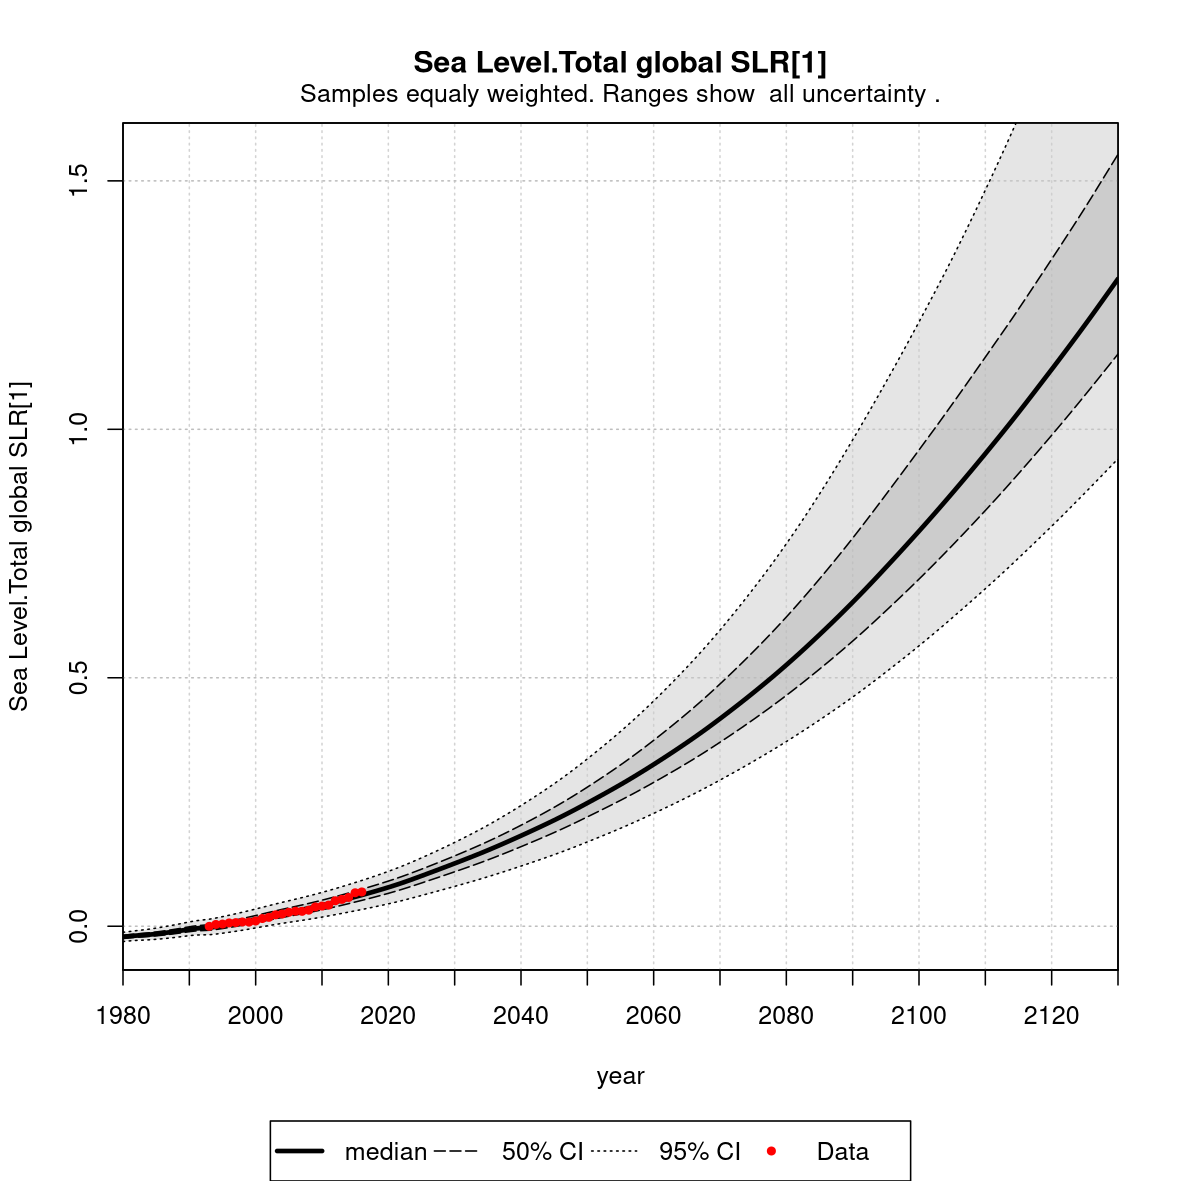 Sea Level.Total global SLR[1]
Samples equaly weighted. Ranges show  all uncertainty .
Sea Level.Total global SLR[1]
1.5
1.0
0.5
0.0
1980 2000 2020 2040 2060 2080 2100 2120
year
median 50% CI 95% CI Data